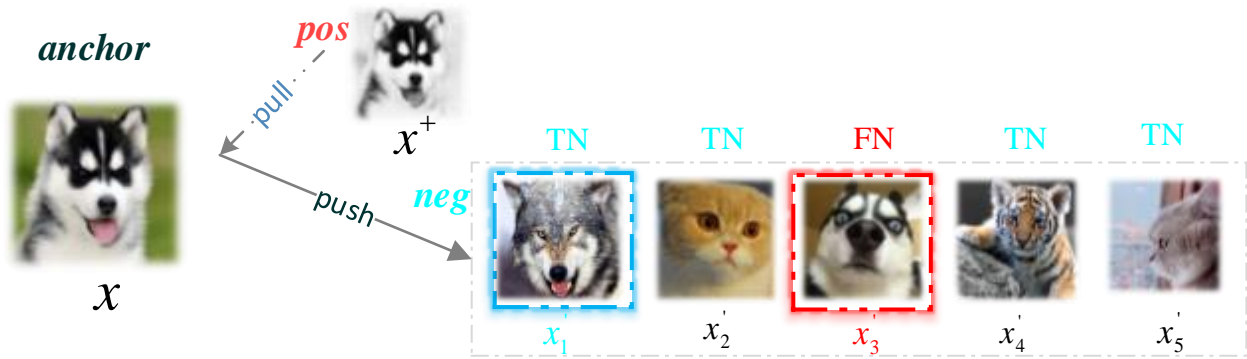 anchor
pos
pull
x
x⁺
push
neg
TN TN FN TN TN
x₁' x₂' x₃' x₄' x₅'